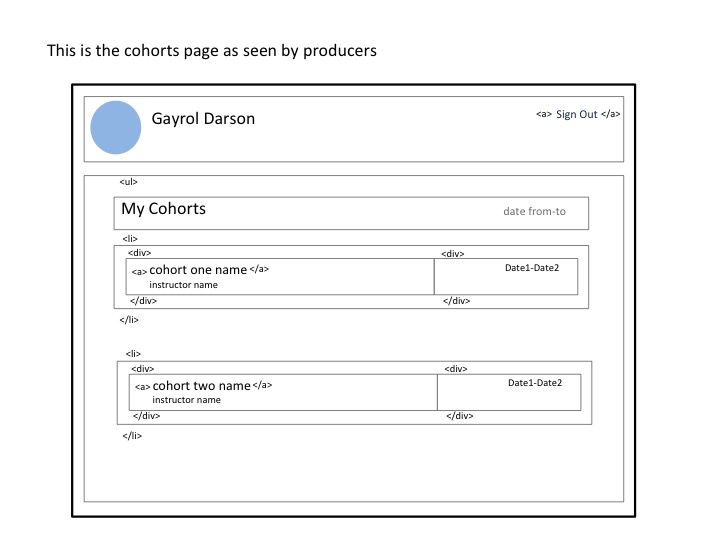 This is the cohorts page as seen by producers
Gayrol Darson
<a> Sign Out </a>
<ul>
My Cohorts
date from-to
<li>
<div>
<div>
<a> cohort one name </a>
Date1-Date2
instructor name
</div>
</div>
</li>
<li>
<div>
<div>
<a> cohort two name </a>
Date1-Date2
instructor name
</div>
</div>
</li>